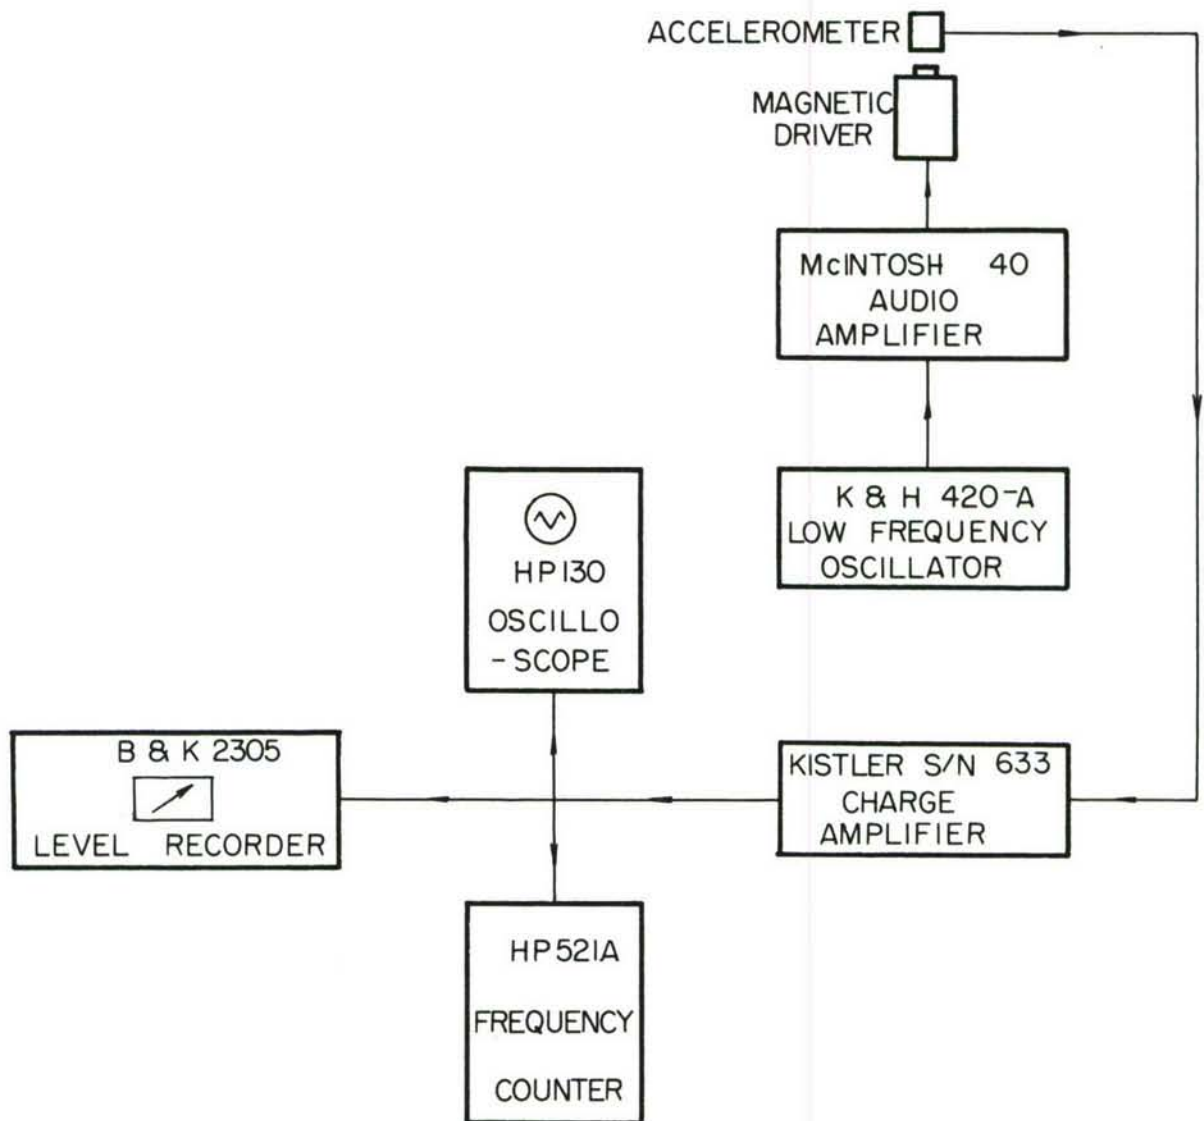 ACCELEROMETER
MAGNETIC
DRIVER
McINTOSH 40
AUDIO
AMPLIFIER
K & H 420-A
LOW FREQUENCY
OSCILLATOR
HP130
OSCILLO
-SCOPE
B & K 2305
LEVEL RECORDER
KISTLER S/N 633
CHARGE
AMPLIFIER
HP521A
FREQUENCY
COUNTER